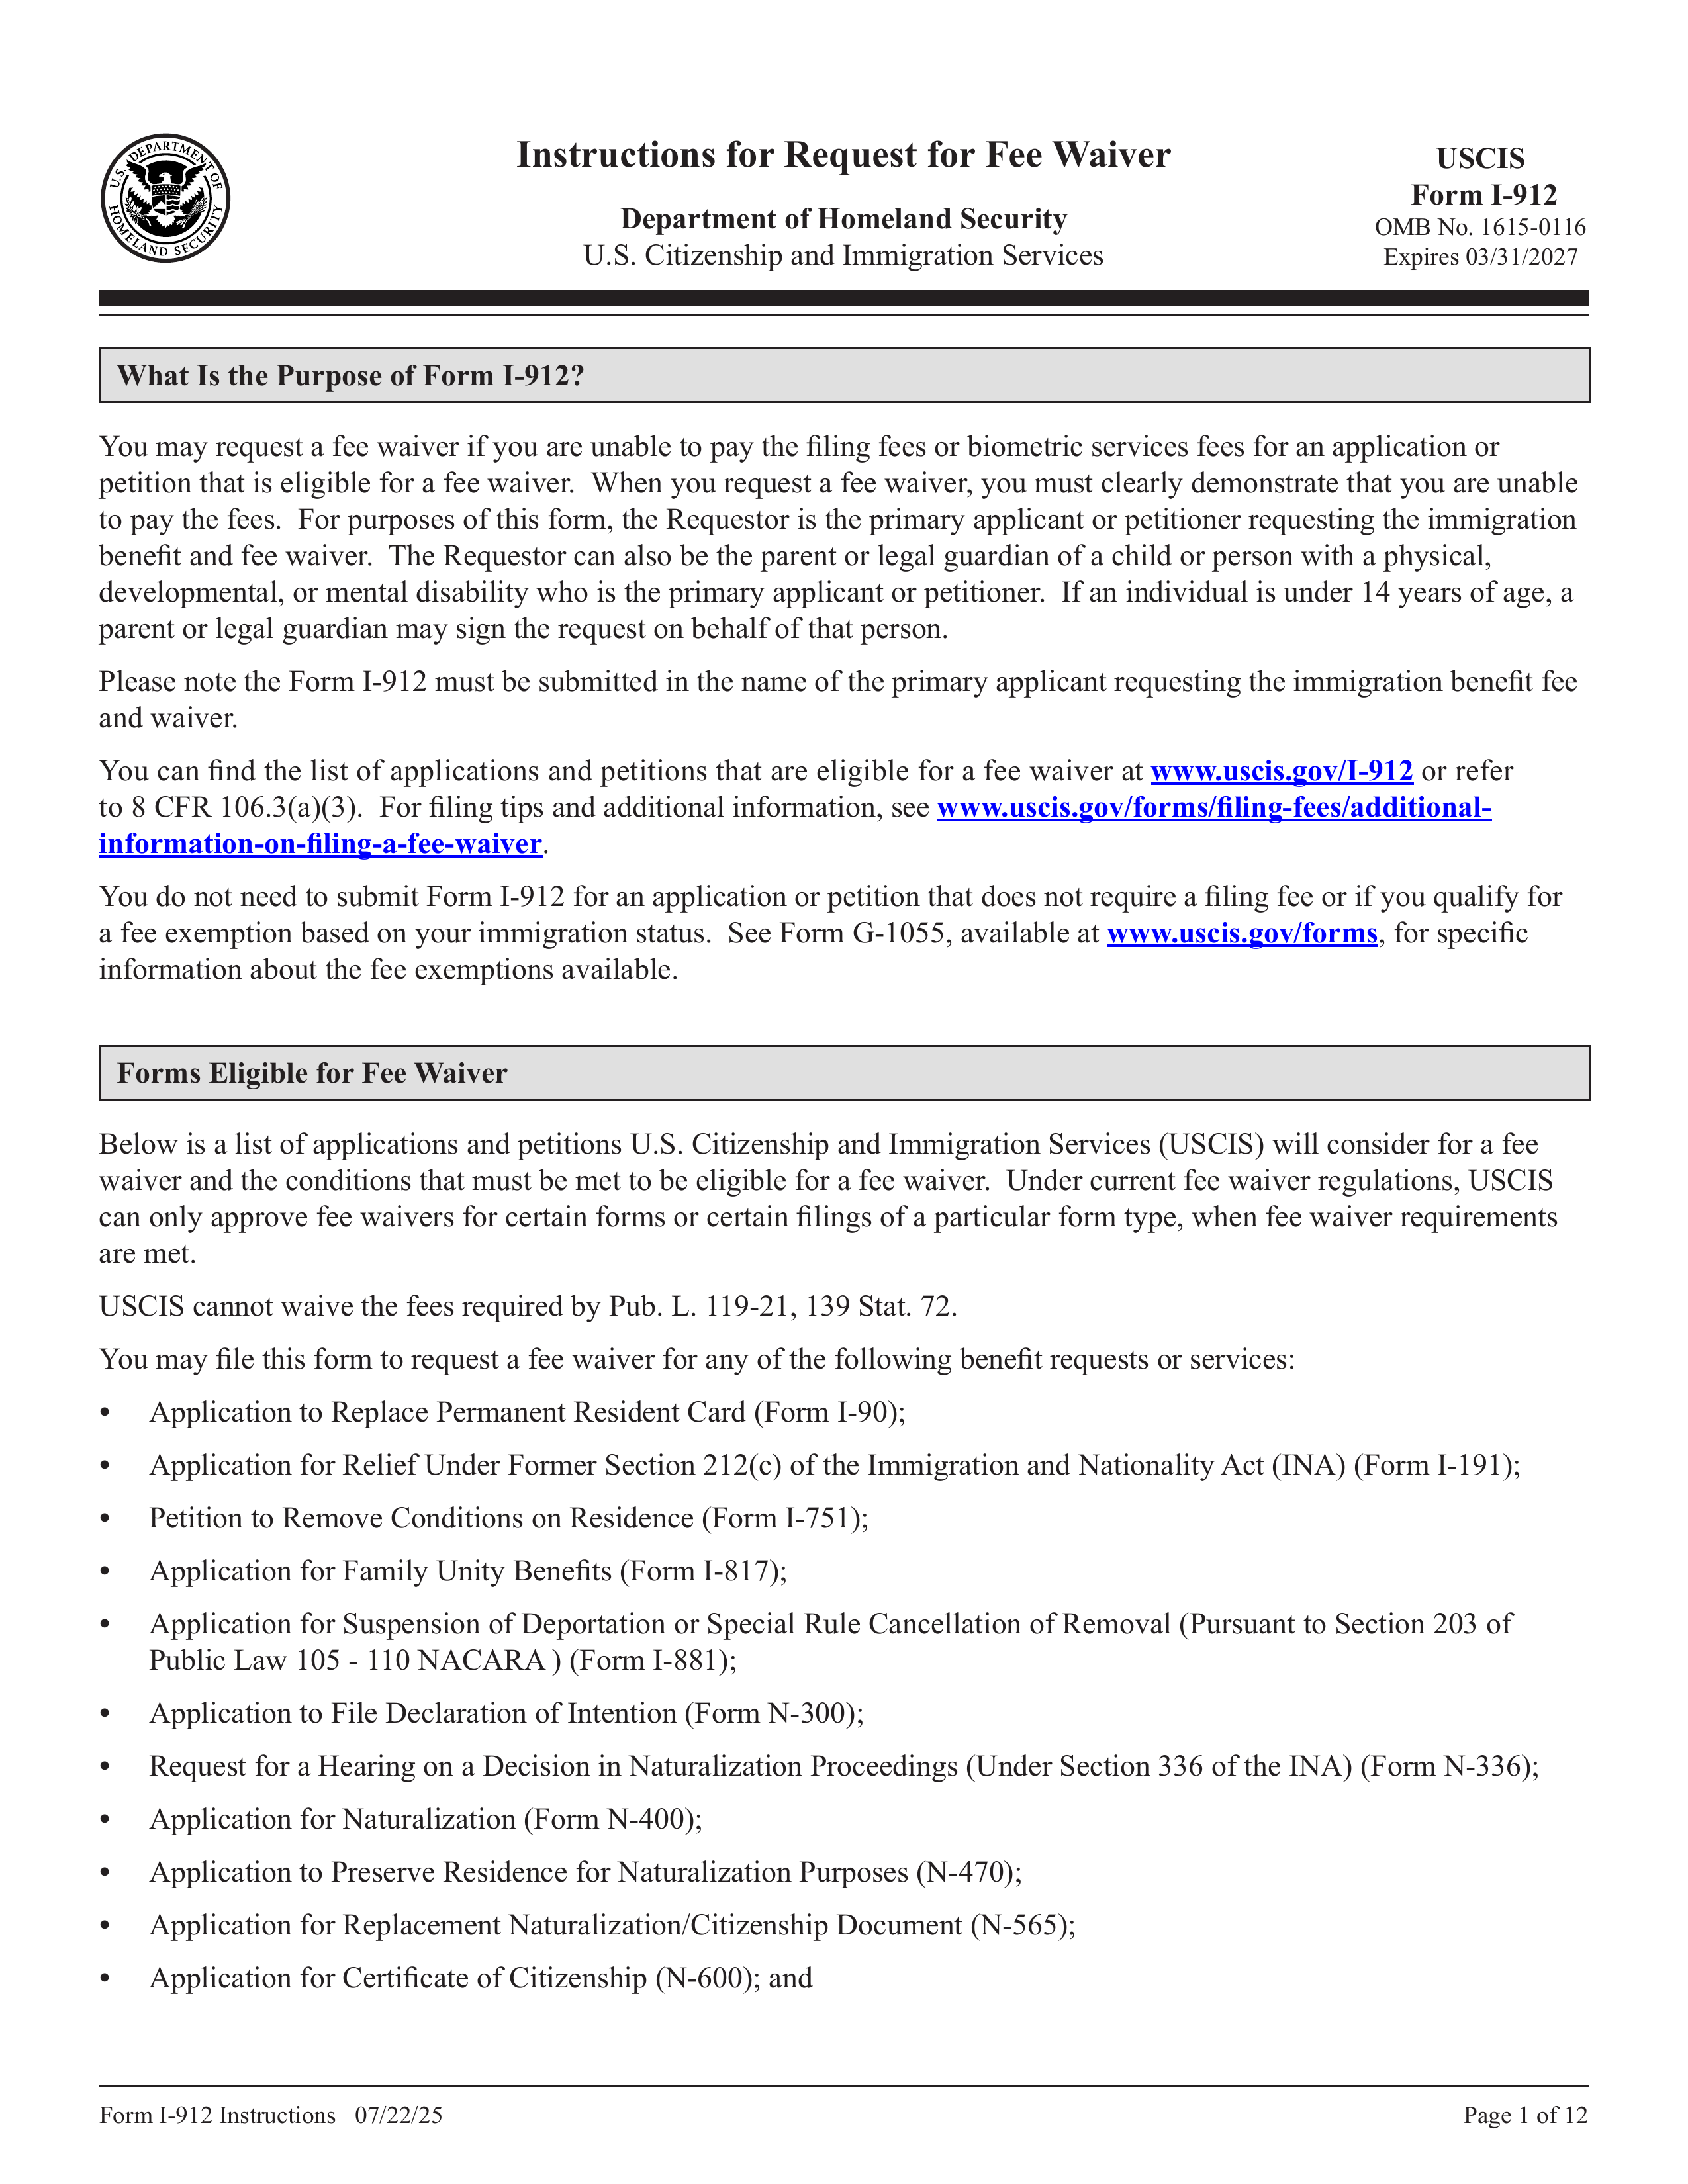 U.S. DEPARTMENT OF HOMELAND SECURITY
Instructions for Request for Fee Waiver
Department of Homeland Security
U.S. Citizenship and Immigration Services
USCIS
Form I-912
OMB No. 1615-0116
Expires 03/31/2027
What Is the Purpose of Form I-912?
You may request a fee waiver if you are unable to pay the filing fees or biometric services fees for an application or
petition that is eligible for a fee waiver.  When you request a fee waiver, you must clearly demonstrate that you are unable
to pay the fees.  For purposes of this form, the Requestor is the primary applicant or petitioner requesting the immigration
benefit and fee waiver.  The Requestor can also be the parent or legal guardian of a child or person with a physical,
developmental, or mental disability who is the primary applicant or petitioner.  If an individual is under 14 years of age, a
parent or legal guardian may sign the request on behalf of that person.
Please note the Form I-912 must be submitted in the name of the primary applicant requesting the immigration benefit fee
and waiver.
You can find the list of applications and petitions that are eligible for a fee waiver at www.uscis.gov/I-912 or refer
to 8 CFR 106.3(a)(3).  For filing tips and additional information, see www.uscis.gov/forms/filing-fees/additional-
information-on-filing-a-fee-waiver.
You do not need to submit Form I-912 for an application or petition that does not require a filing fee or if you qualify for
a fee exemption based on your immigration status.  See Form G-1055, available at www.uscis.gov/forms, for specific
information about the fee exemptions available.
Forms Eligible for Fee Waiver
Below is a list of applications and petitions U.S. Citizenship and Immigration Services (USCIS) will consider for a fee
waiver and the conditions that must be met to be eligible for a fee waiver.  Under current fee waiver regulations, USCIS
can only approve fee waivers for certain forms or certain filings of a particular form type, when fee waiver requirements
are met.
USCIS cannot waive the fees required by Pub. L. 119-21, 139 Stat. 72.
You may file this form to request a fee waiver for any of the following benefit requests or services:
• Application to Replace Permanent Resident Card (Form I-90);
• Application for Relief Under Former Section 212(c) of the Immigration and Nationality Act (INA) (Form I-191);
• Petition to Remove Conditions on Residence (Form I-751);
• Application for Family Unity Benefits (Form I-817);
• Application for Suspension of Deportation or Special Rule Cancellation of Removal (Pursuant to Section 203 of
Public Law 105 - 110 NACARA ) (Form I-881);
• Application to File Declaration of Intention (Form N-300);
• Request for a Hearing on a Decision in Naturalization Proceedings (Under Section 336 of the INA) (Form N-336);
• Application for Naturalization (Form N-400);
• Application to Preserve Residence for Naturalization Purposes (N-470);
• Application for Replacement Naturalization/Citizenship Document (N-565);
• Application for Certificate of Citizenship (N-600); and
Form I-912 Instructions   07/22/25
Page 1 of 12